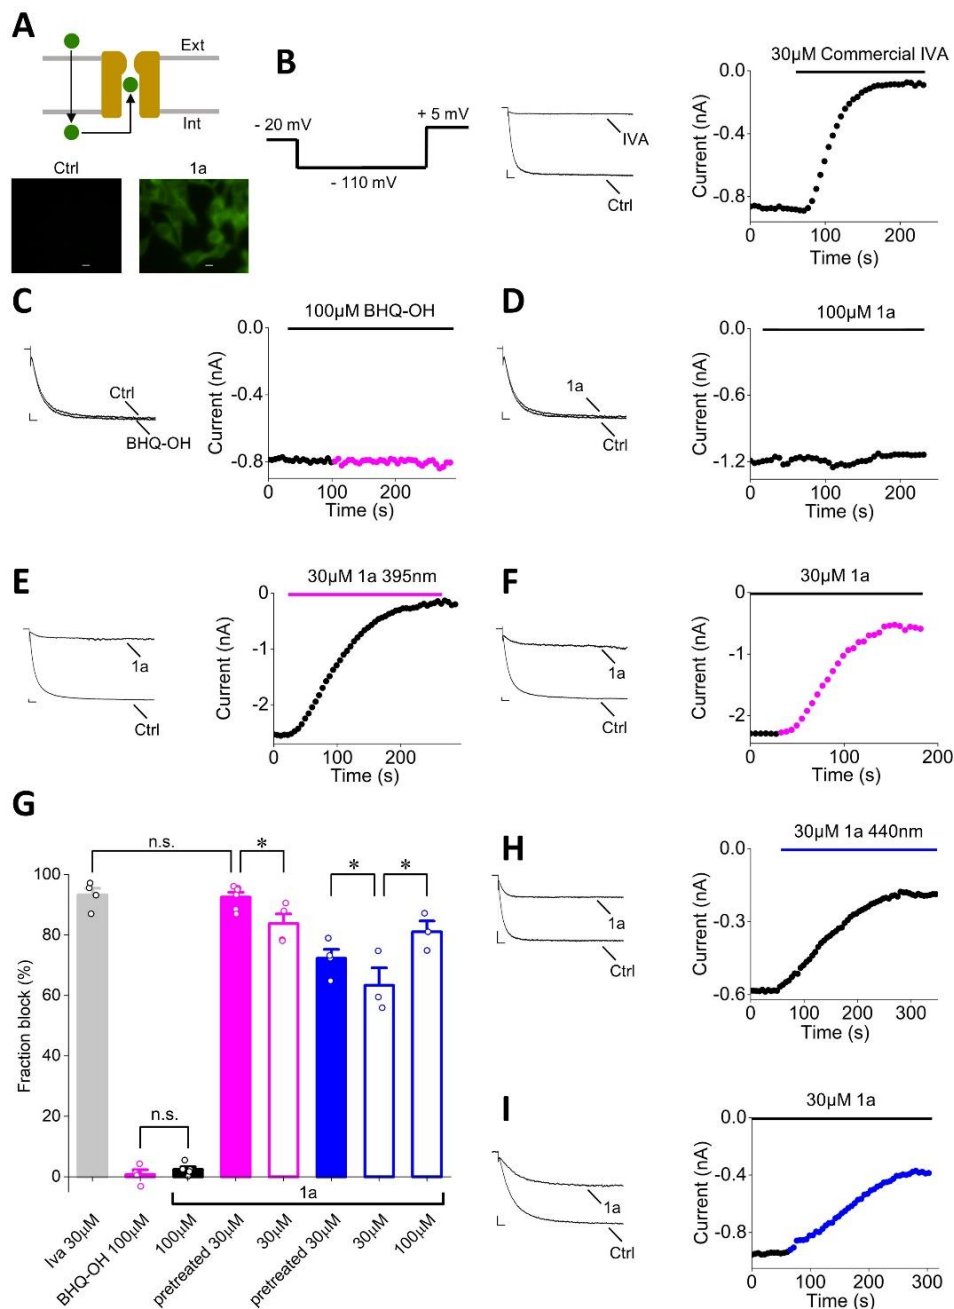 A
Ext
Int
Ctrl
1a
B
- 20 mV
+ 5 mV
- 110 mV
IVA
Ctrl
30µM Commercial IVA
Current (nA)
0.0
-0.4
-0.8
0
100
200
Time (s)
C
Ctrl
BHQ-OH
100µM BHQ-OH
Current (nA)
0.0
-0.4
-0.8
0
100
200
Time (s)
D
1a
Ctrl
100µM 1a
Current (nA)
0.0
-0.6
-1.2
0
100
200
Time (s)
E
1a
Ctrl
30µM 1a 395nm
Current (nA)
0
-1
-2
0
100
200
Time (s)
F
1a
Ctrl
30µM 1a
Current (nA)
0
-1
-2
0
100
200
Time (s)
G
Fraction block (%)
100
80
60
40
20
0
n.s.
*
*
*
n.s.
1a
Iva 30µM
BHQ-OH 100µM
100µM
pretreated 30µM
30µM
pretreated 30µM
30µM
100µM
H
1a
Ctrl
30µM 1a 440nm
Current (nA)
0.0
-0.3
-0.6
0
100
200
300
Time (s)
I
1a
Ctrl
30µM 1a
Current (nA)
0.0
-0.4
-0.8
0
100
200
300
Time (s)